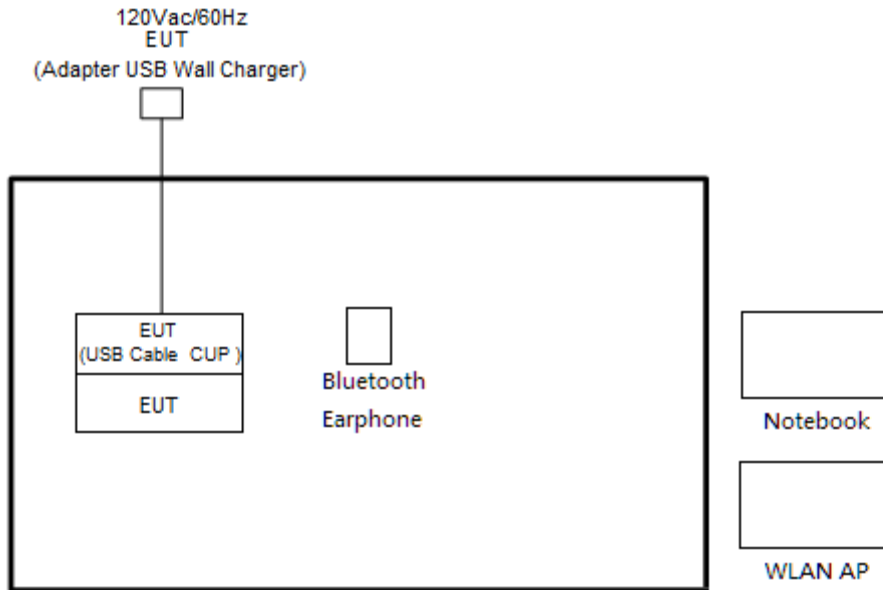 120Vac/60Hz
EUT
(Adapter USB Wall Charger)
EUT
(USB Cable CUP )
EUT
Bluetooth
Earphone
Notebook
WLAN AP